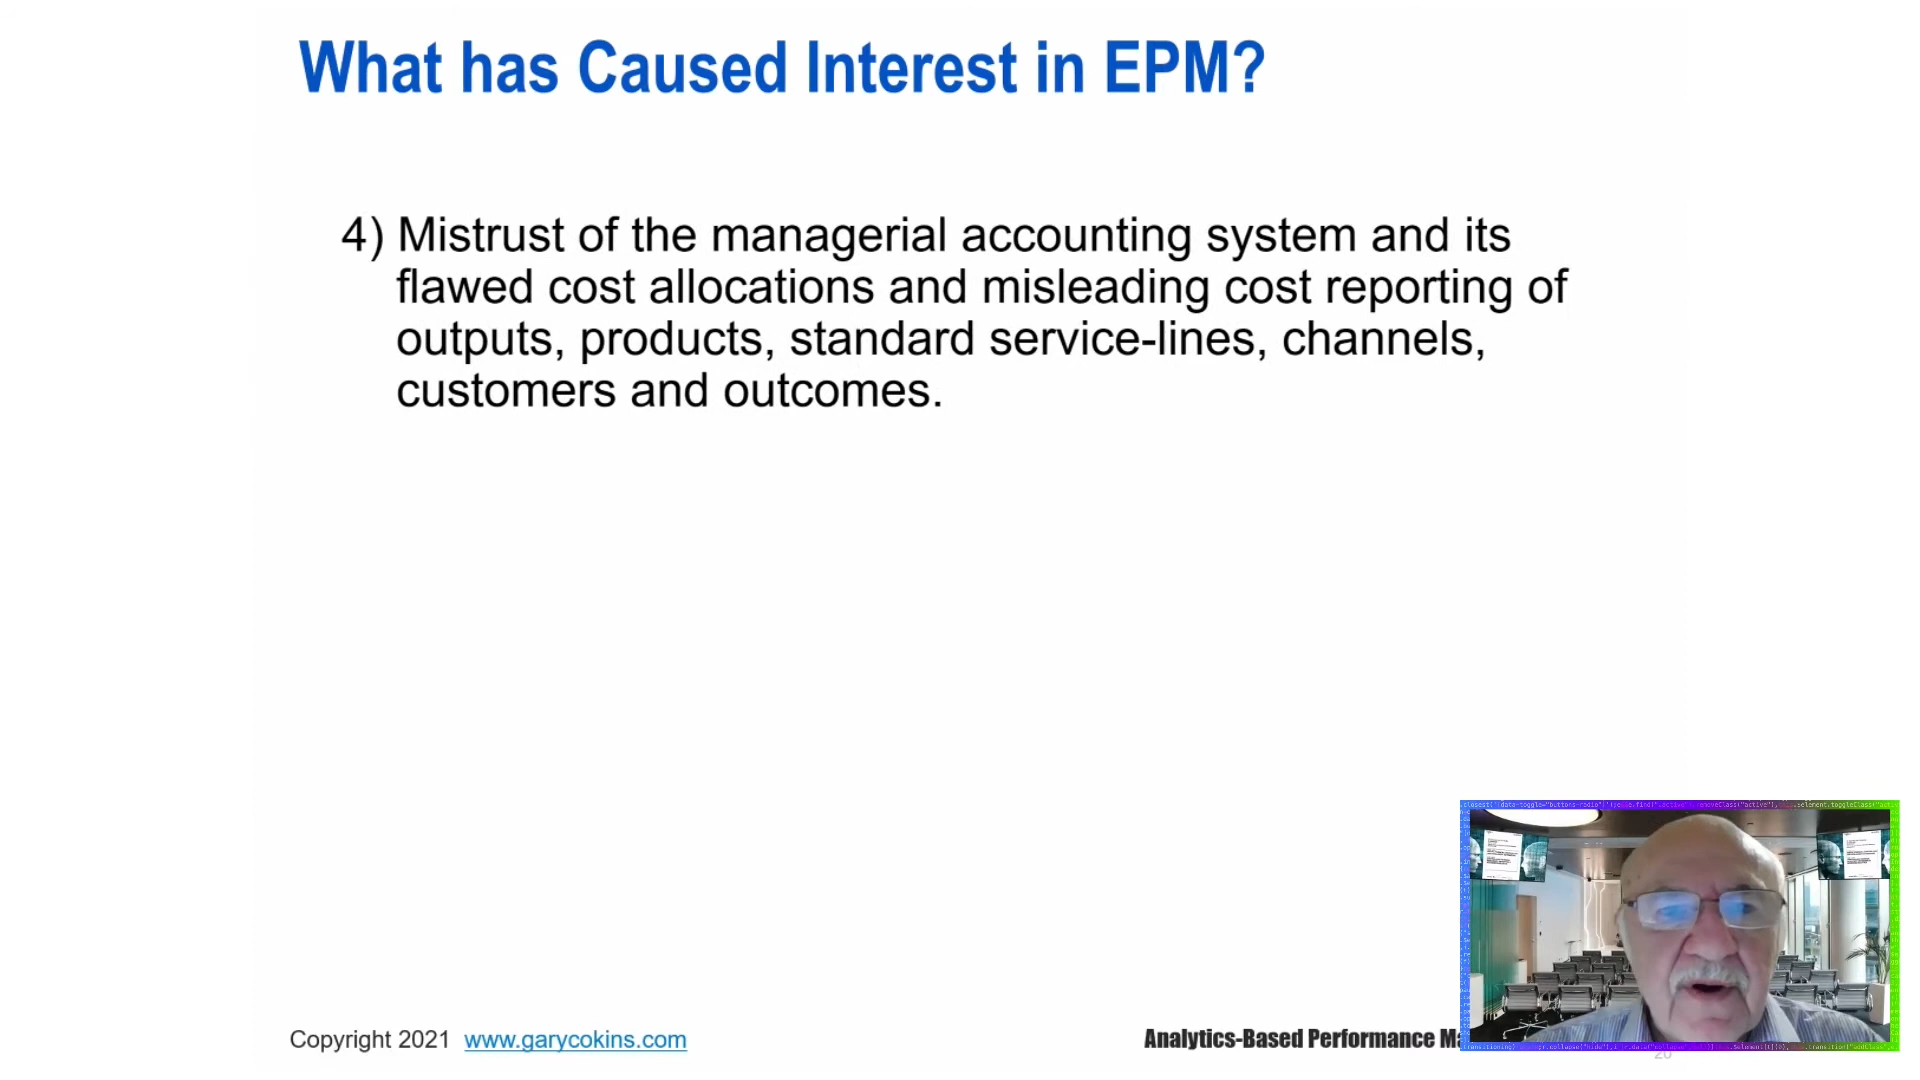 What has Caused Interest in EPM?
4) Mistrust of the managerial accounting system and its
flawed cost allocations and misleading cost reporting of
outputs, products, standard service-lines, channels,
customers and outcomes.
Copyright 2021 www.garycokins.com
Analytics-Based Performance
20